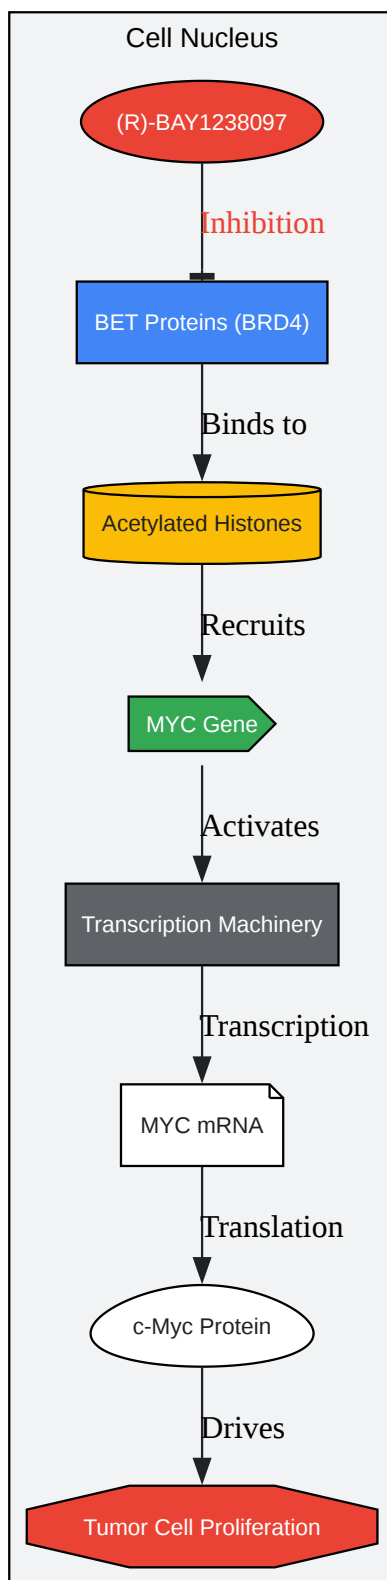 Cell Nucleus
(R)-BAY1238097
Inhibition
BET Proteins (BRD4)
Binds to
Acetylated Histones
Recruits
MYC Gene
Activates
Transcription Machinery
Transcription
MYC mRNA
Translation
c-Myc Protein
Drives
Tumor Cell Proliferation